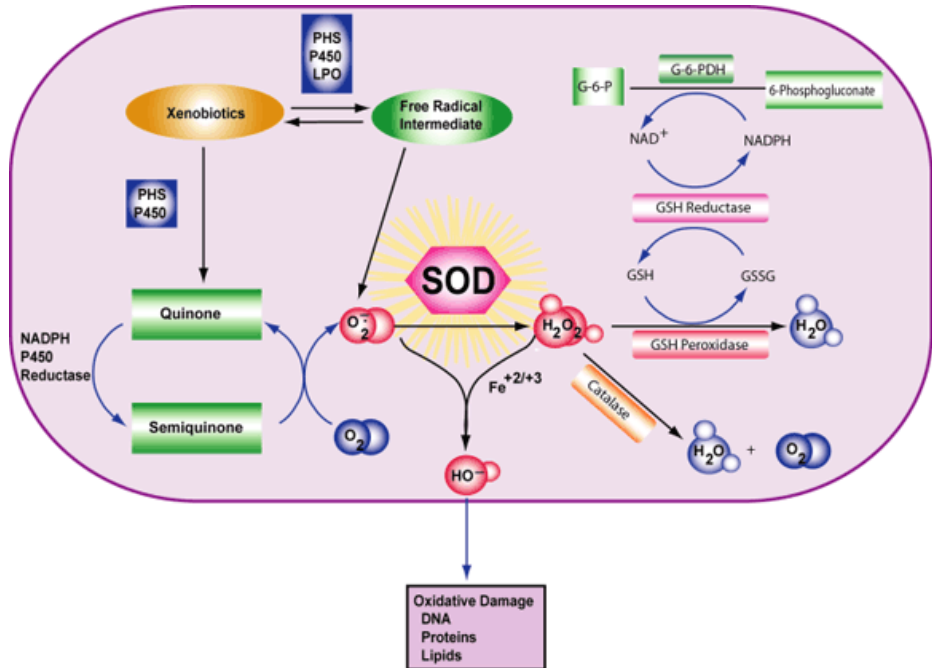 PHS
P450
LPO
Xenobiotics
Free Radical
Intermediate
G-6-PDH
G-6-P
6-Phosphogluconate
NAD+
NADPH
PHS
P450
GSH Reductase
SOD
GSH
GSSG
Quinone
O2−
H2O2
H2O
NADPH
P450
Reductase
GSH Peroxidase
Fe+2/+3
Catalase
Semiquinone
O2
H2O
+
O2
HO−
Oxidative Damage
DNA
Proteins
Lipids